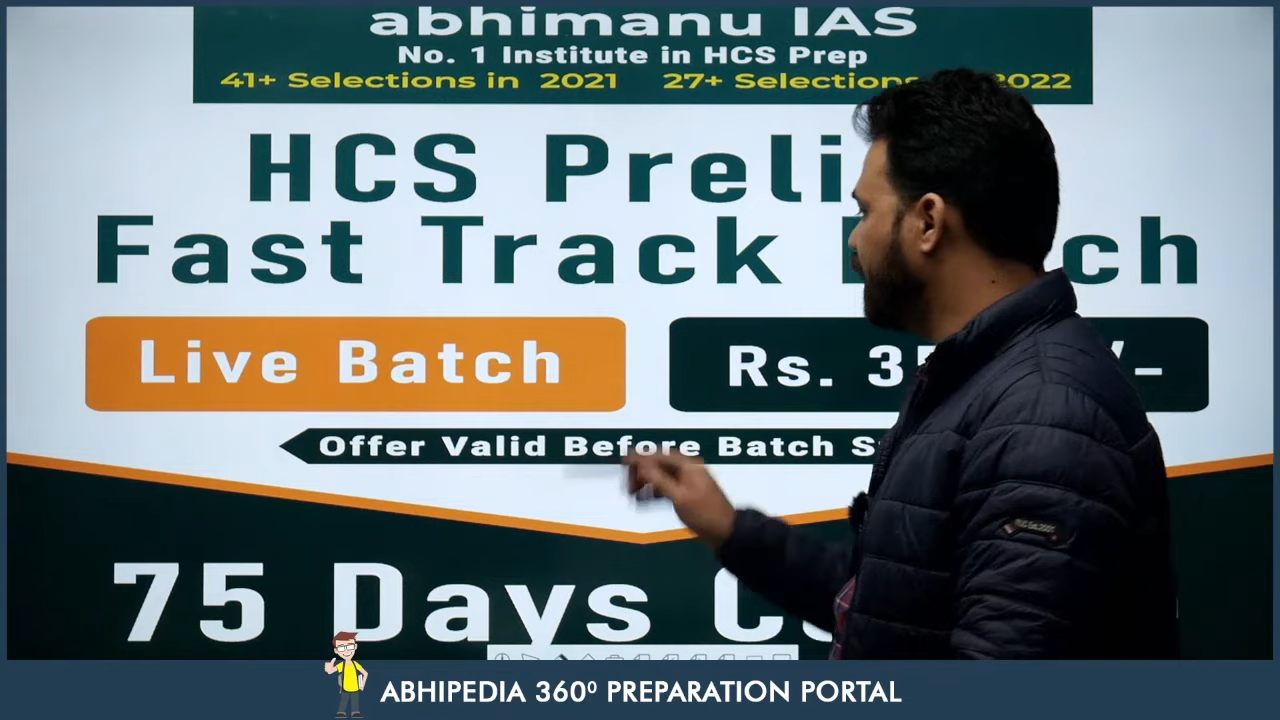 abhimanu IAS
No. 1 Institute in HCS Prep
41+ Selections in 2021 27+ Selections 2022
HCS
Fast Track
Live Batch
Rs.
Offer Valid Before Batch
75 Days
ABHIPEDIA 360⁰ PREPARATION PORTAL